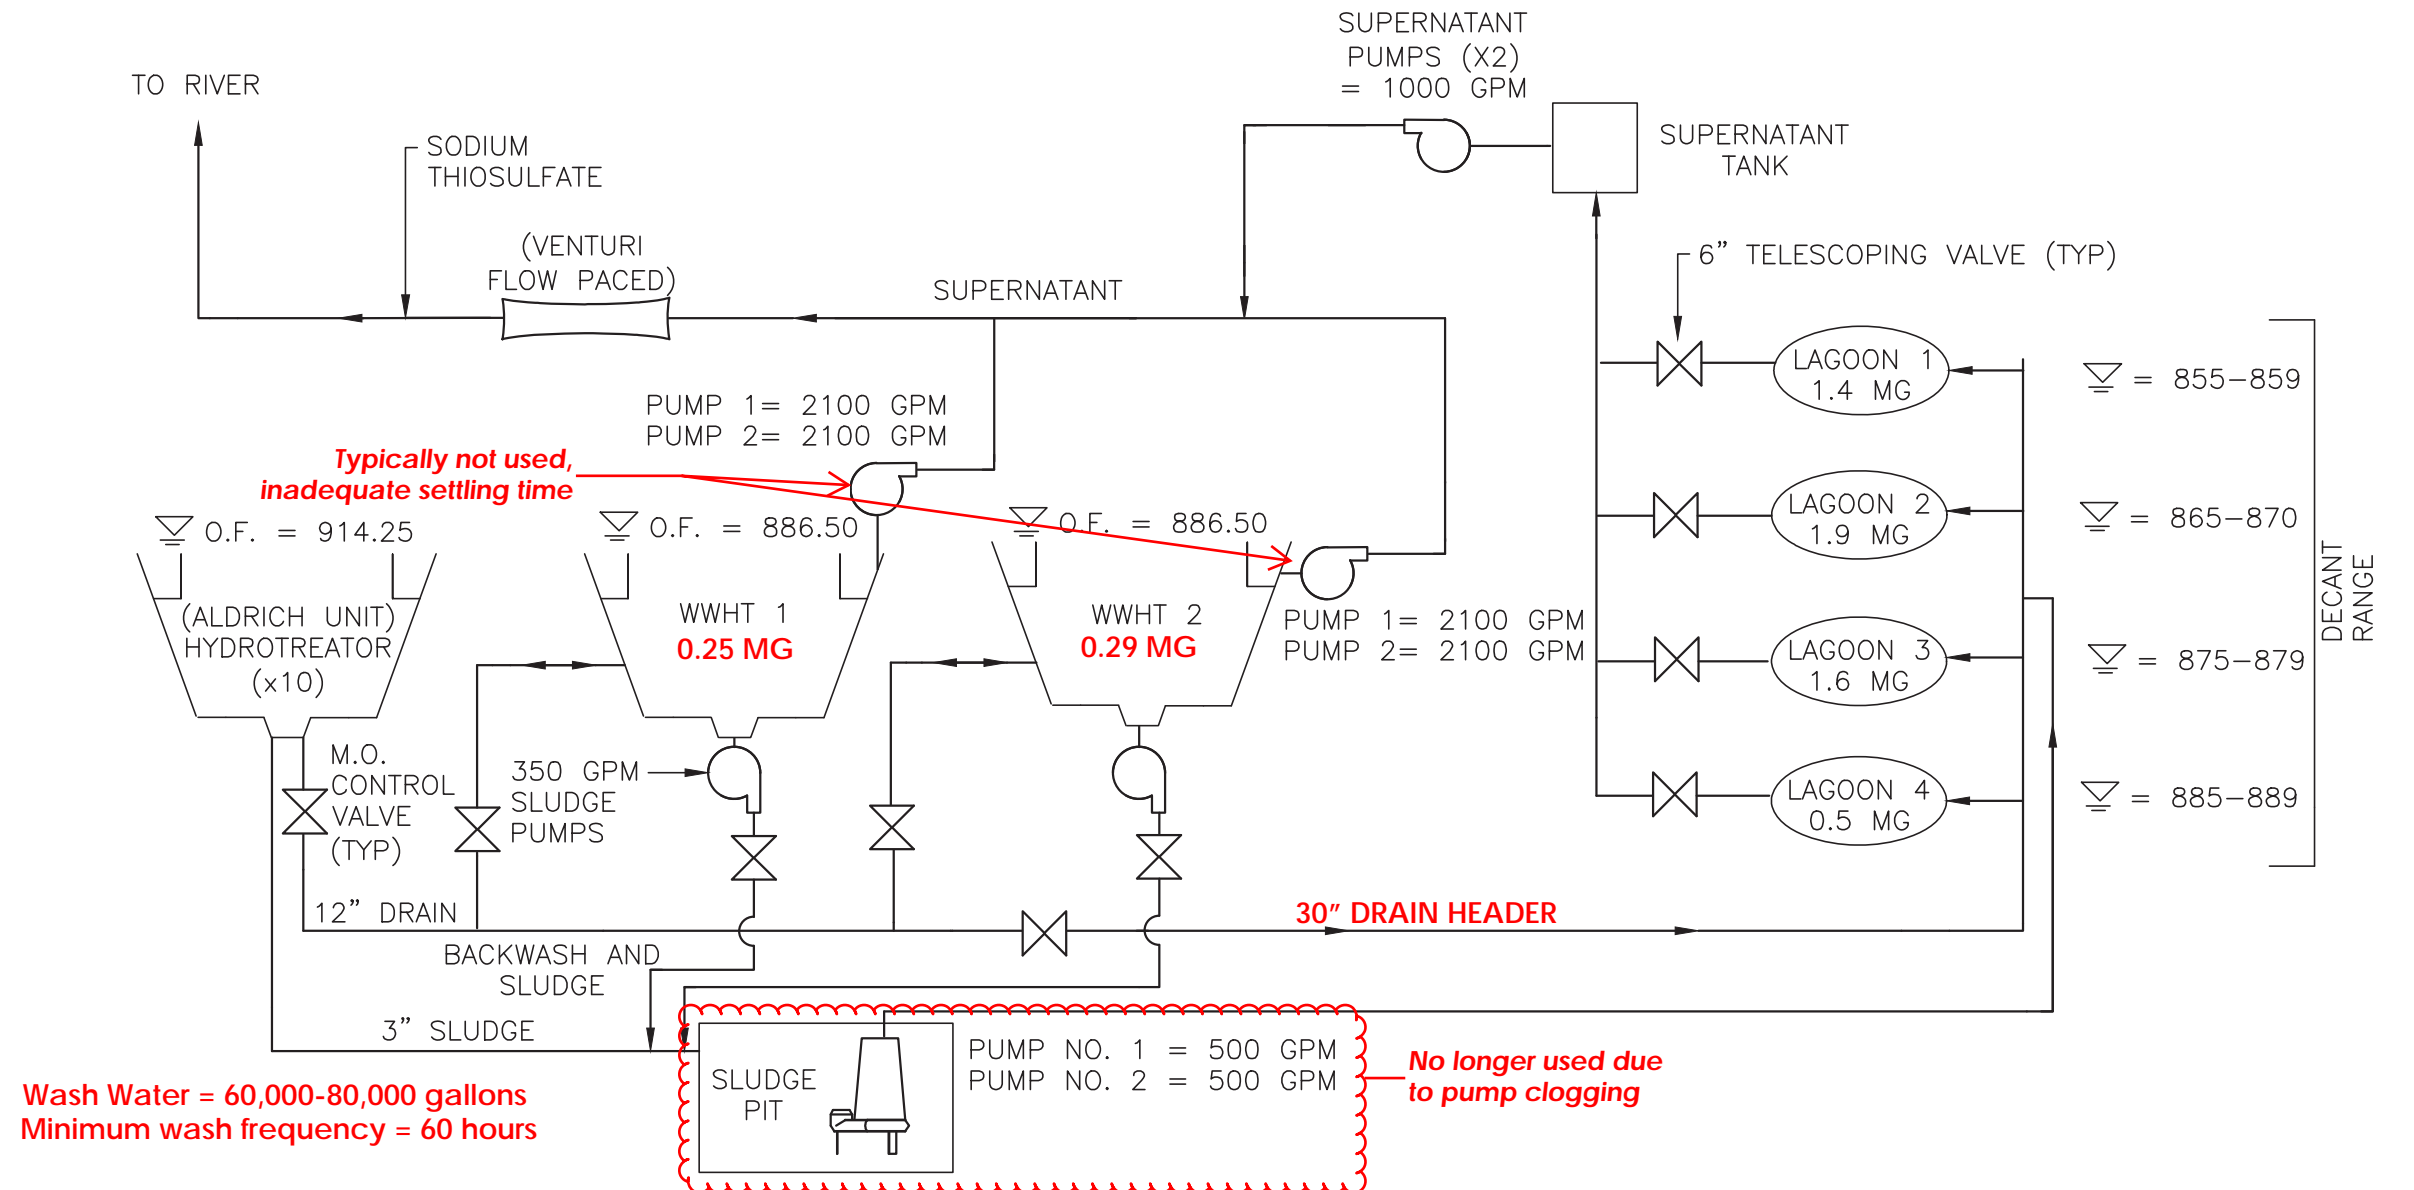 SUPERNATANT
PUMPS (X2)
= 1000 GPM
TO RIVER
SODIUM
THIOSULFATE
SUPERNATANT
TANK
(VENTURI
FLOW PACED)
SUPERNATANT
6” TELESCOPING VALVE (TYP)
LAGOON 1
1.4 MG
= 855–859
PUMP 1= 2100 GPM
PUMP 2= 2100 GPM
Typically not used,
inadequate settling time
O.F. = 914.25
O.F. = 886.50
O.F. = 886.50
LAGOON 2
1.9 MG
= 865–870
DECANT
RANGE
(ALDRICH UNIT)
HYDROTREATOR
(x10)
WWHT 1
0.25 MG
WWHT 2
0.29 MG
PUMP 1= 2100 GPM
PUMP 2= 2100 GPM
LAGOON 3
1.6 MG
= 875–879
M.O.
CONTROL
VALVE
(TYP)
350 GPM
SLUDGE
PUMPS
LAGOON 4
0.5 MG
= 885–889
12” DRAIN
30” DRAIN HEADER
BACKWASH AND
SLUDGE
3” SLUDGE
SLUDGE
PIT
PUMP NO. 1 = 500 GPM
PUMP NO. 2 = 500 GPM
No longer used due
to pump clogging
Wash Water = 60,000-80,000 gallons
Minimum wash frequency = 60 hours